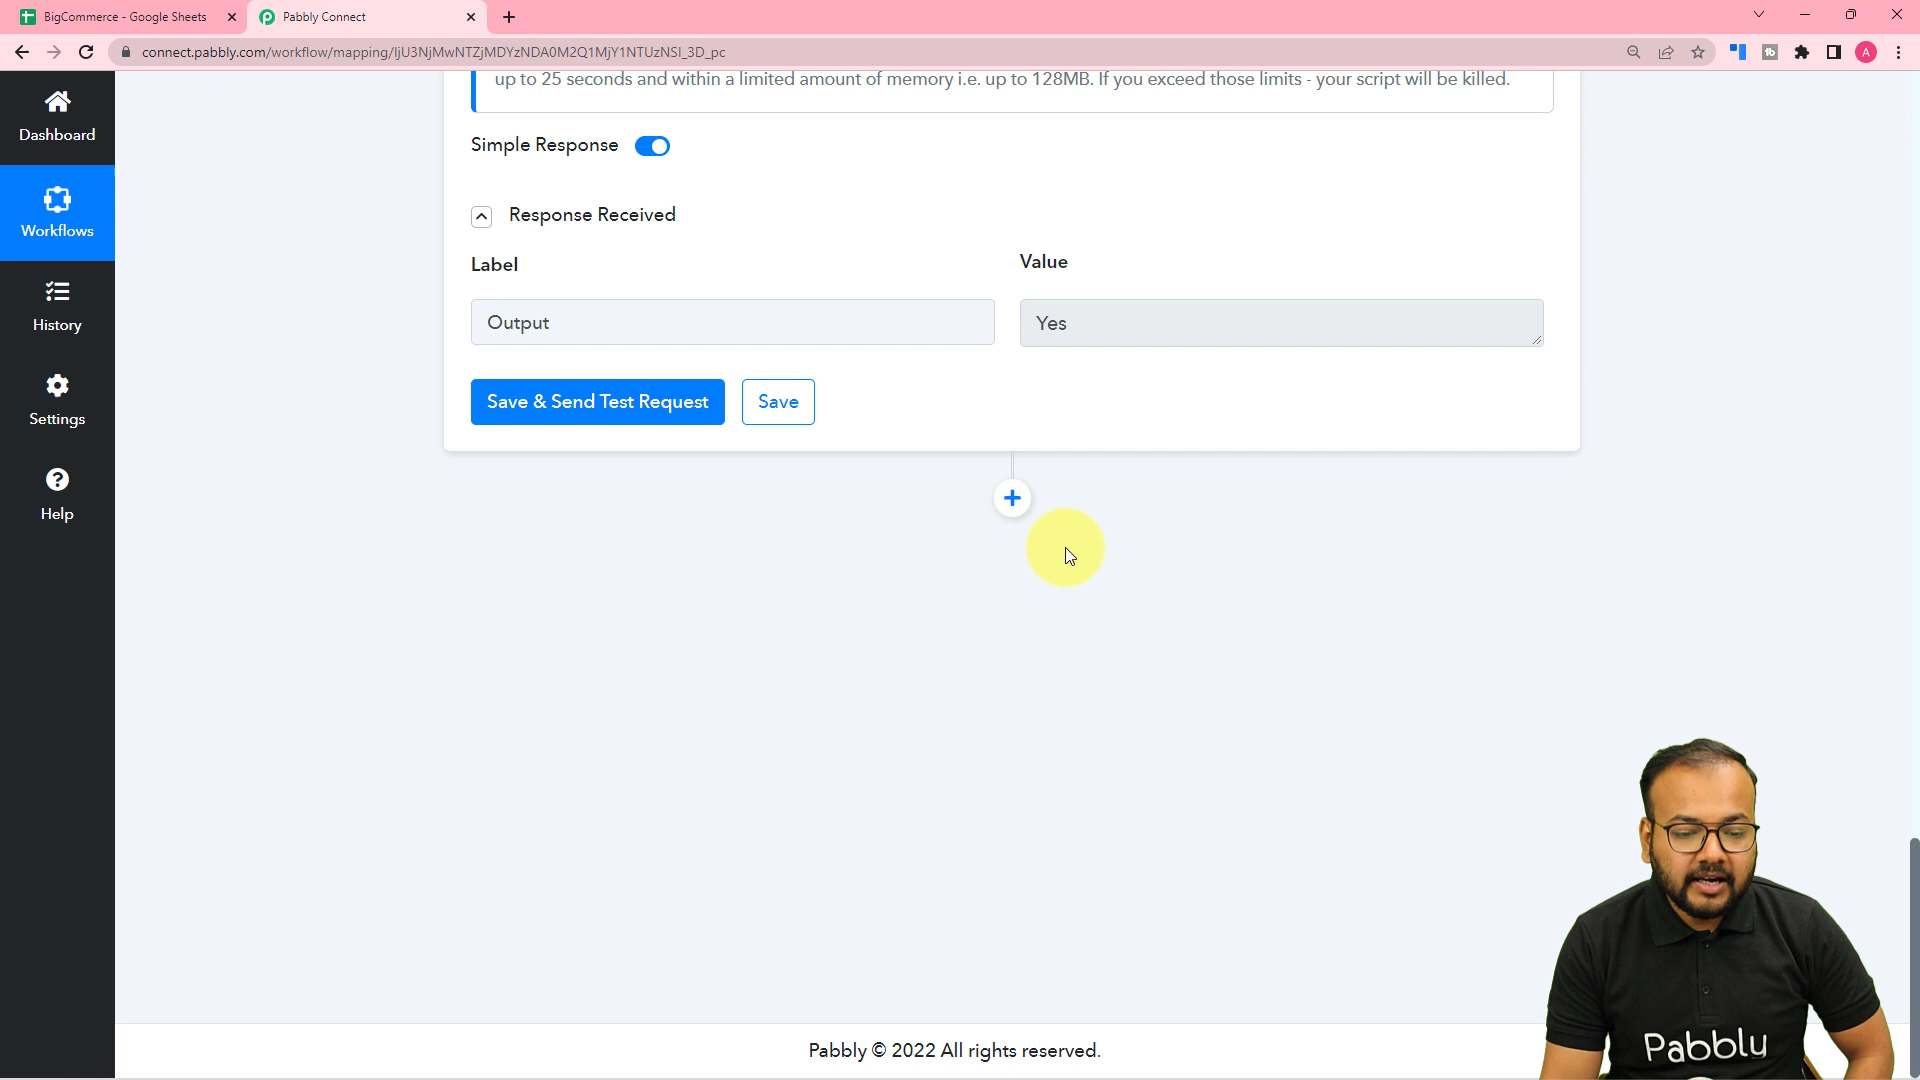 BigCommerce - Google Sheets
Pabbly Connect
connect.pabbly.com/workflow/mapping/IjU3NjMwNTZjMDYzNDA0M2Q1MjY1NTUzNSI_3D_pc
A
Dashboard
Workflows
History
Settings
Help
up to 25 seconds and within a limited amount of memory i.e. up to 128MB. If you exceed those limits - your script will be killed.
Simple Response
Response Received
Label
Value
Output
Yes
Save & Send Test Request
Save
Pabbly © 2022 All rights reserved.
Pabbly